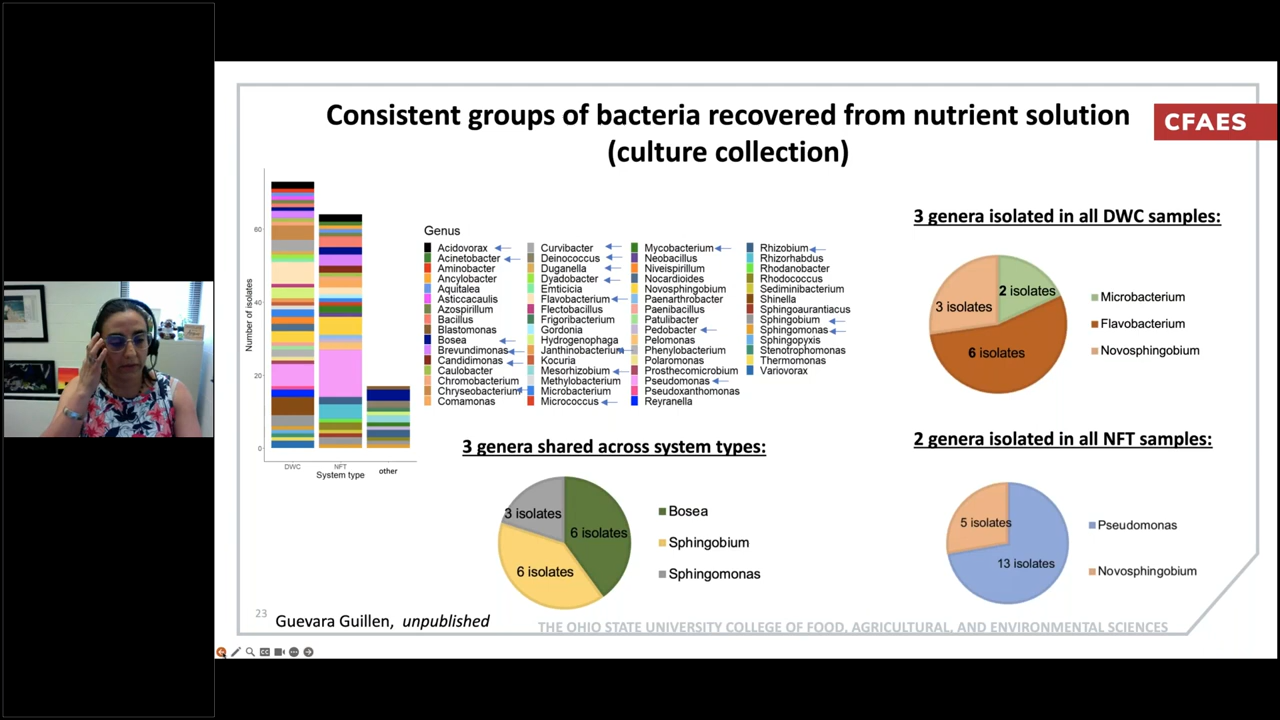 Consistent groups of bacteria recovered from nutrient solution
(culture collection)
CFAES
Number of isolates
60
40
20
0
DWC
NFT
other
System type
Genus
Acidovorax
Acinetobacter
Aminobacter
Ancylobacter
Aquitalea
Asticcacaulis
Azospirillum
Bacillus
Blastomonas
Bosea
Brevundimonas
Candidimonas
Caulobacter
Chromobacterium
Chryseobacterium
Comamonas
Curvibacter
Deinococcus
Duganella
Dyadobacter
Emticicia
Flavobacterium
Flectobacillus
Frigoribacterium
Gordonia
Hydrogenophaga
Janthinobacterium
Kocuria
Mesorhizobium
Methylobacterium
Microbacterium
Micrococcus
Mycobacterium
Neobacillus
Niveispirillum
Nocardioides
Novosphingobium
Paenarthrobacter
Paenibacillus
Patulibacter
Pedobacter
Pelomonas
Phenylobacterium
Polaromonas
Prosthecomicrobium
Pseudomonas
Pseudoxanthomonas
Reyranella
Rhizobium
Rhizorhabdus
Rhodanobacter
Rhodococcus
Sediminibacterium
Shinella
Sphingoaurantiacus
Sphingobium
Sphingomonas
Sphingopyxis
Stenotrophomonas
Thermomonas
Variovorax
3 genera isolated in all DWC samples:
3 isolates
2 isolates
6 isolates
Microbacterium
Flavobacterium
Novosphingobium
3 genera shared across system types:
3 isolates
6 isolates
6 isolates
Bosea
Sphingobium
Sphingomonas
2 genera isolated in all NFT samples:
5 isolates
13 isolates
Pseudomonas
Novosphingobium
23
Guevara Guillen, unpublished
THE OHIO STATE UNIVERSITY COLLEGE OF FOOD, AGRICULTURAL, AND ENVIRONMENTAL SCIENCES